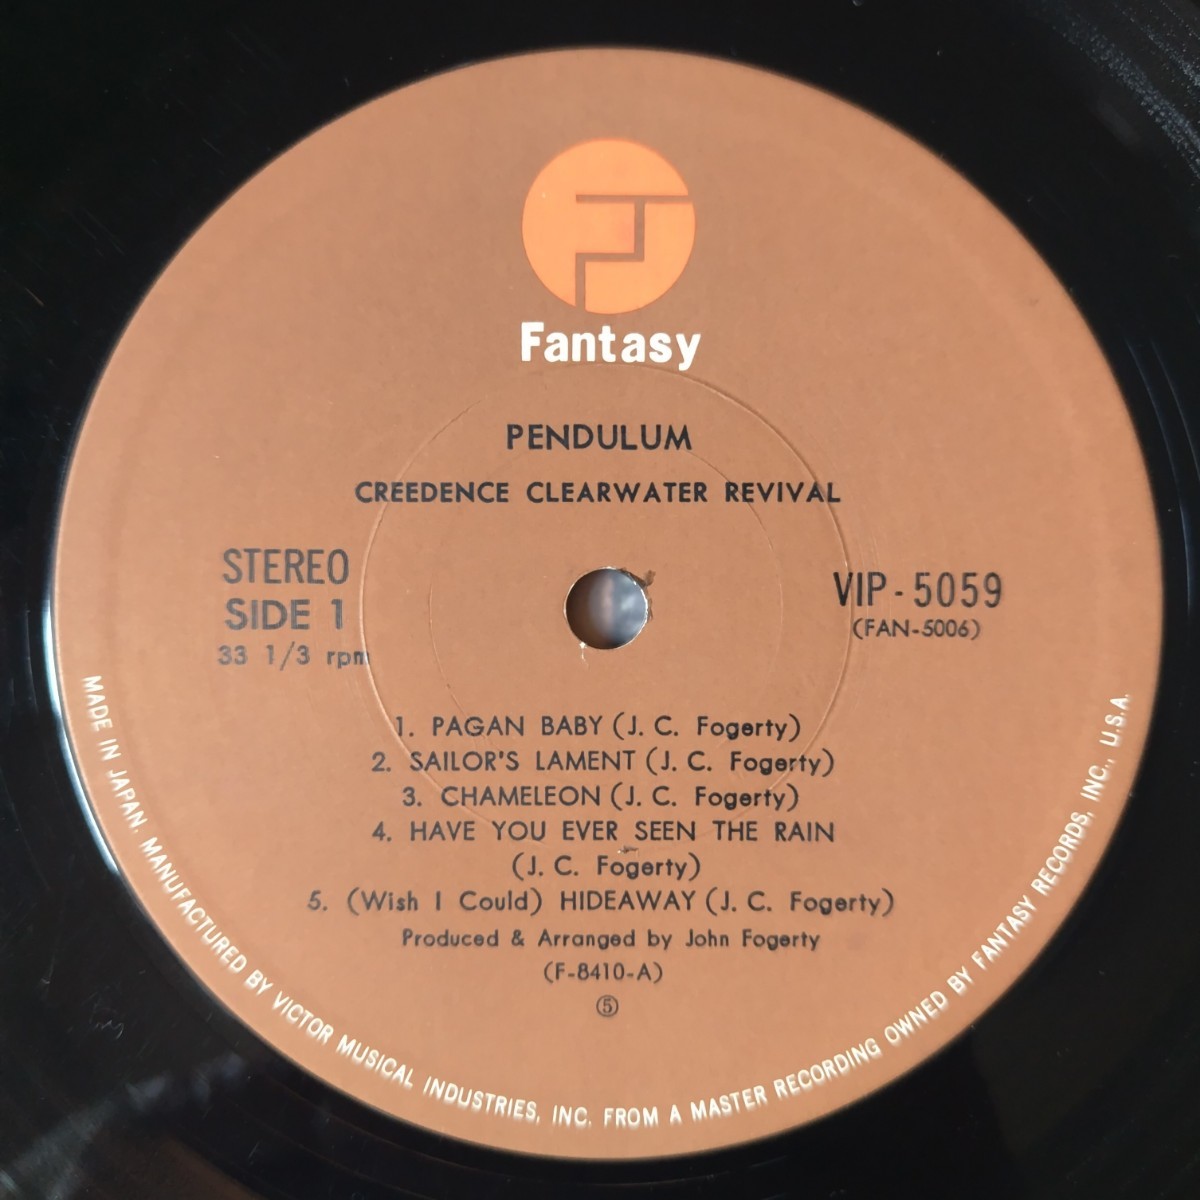 Fantasy
PENDULUM
CREEDENCE CLEARWATER REVIVAL
STEREO
SIDE 1
33 1/3 rpm
VIP-5059
(FAN-5006)
1. PAGAN BABY (J. C. Fogerty)
2. SAILOR'S LAMENT (J. C. Fogerty)
3. CHAMELEON (J. C. Fogerty)
4. HAVE YOU EVER SEEN THE RAIN
(J. C. Fogerty)
5. (Wish I Could) HIDEAWAY (J. C. Fogerty)
Produced & Arranged by John Fogerty
(F-8410-A)
⑤
MADE IN JAPAN. MANUFACTURED BY VICTOR MUSICAL INDUSTRIES, INC. FROM A MASTER RECORDING OWNED BY FANTASY RECORDS, INC., U.S.A.